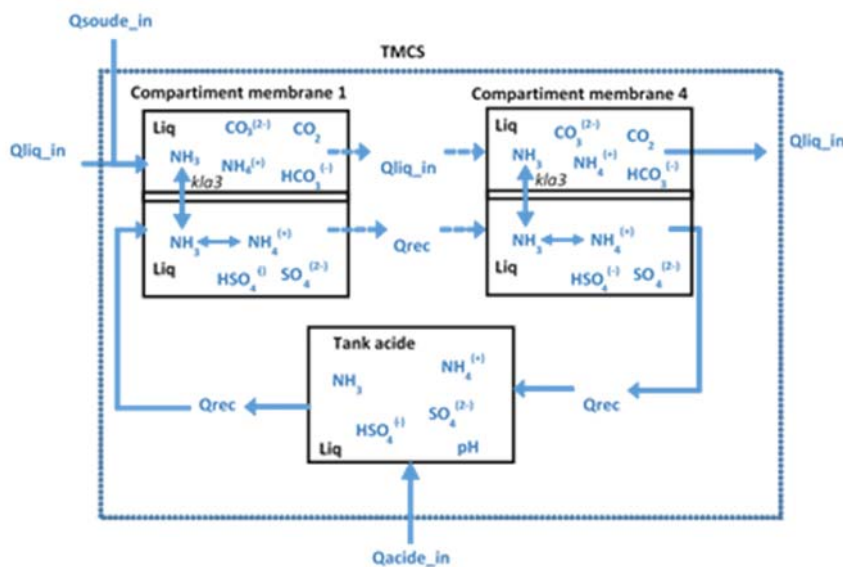 Qsoude_in
TMCS
Compartiment membrane 1
Compartiment membrane 4
Qliq_in
Liq
CO₃⁽²⁻⁾
CO₂
NH₃
NH₄⁽⁺⁾
HCO₃⁽⁻⁾
kla3
NH₃
NH₄⁽⁺⁾
Liq
HSO₄⁽⁾
SO₄⁽²⁻⁾
Qliq_in
Qrec
Liq
CO₃⁽²⁻⁾
CO₂
NH₃
NH₄⁽⁺⁾
HCO₃⁽⁻⁾
kla3
NH₃
NH₄⁽⁺⁾
Liq
HSO₄⁽⁻⁾
SO₄⁽²⁻⁾
Qliq_in
Tank acide
NH₃
NH₄⁽⁺⁾
HSO₄⁽⁻⁾
SO₄⁽²⁻⁾
Liq
pH
Qrec
Qrec
Qacide_in